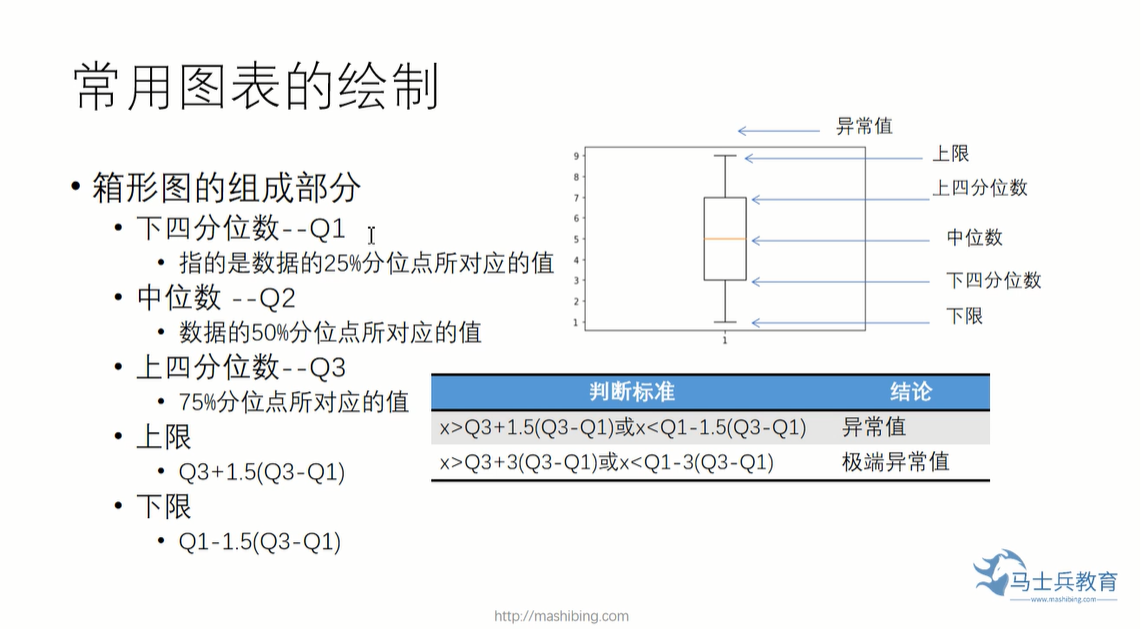 常用图表的绘制
• 箱形图的组成部分
• 下四分位数--Q1
• 指的是数据的25%分位点所对应的值
• 中位数 --Q2
• 数据的50%分位点所对应的值
• 上四分位数--Q3
• 75%分位点所对应的值
• 上限
• Q3+1.5(Q3-Q1)
• 下限
• Q1-1.5(Q3-Q1)
异常值
上限
上四分位数
中位数
下四分位数
下限
9
8
7
6
5
4
3
2
1
1
判断标准 结论
x>Q3+1.5(Q3-Q1)或x<Q1-1.5(Q3-Q1) 异常值
x>Q3+3(Q3-Q1)或x<Q1-3(Q3-Q1) 极端异常值
马士兵教育
www.mashibing.com
http://mashibing.com